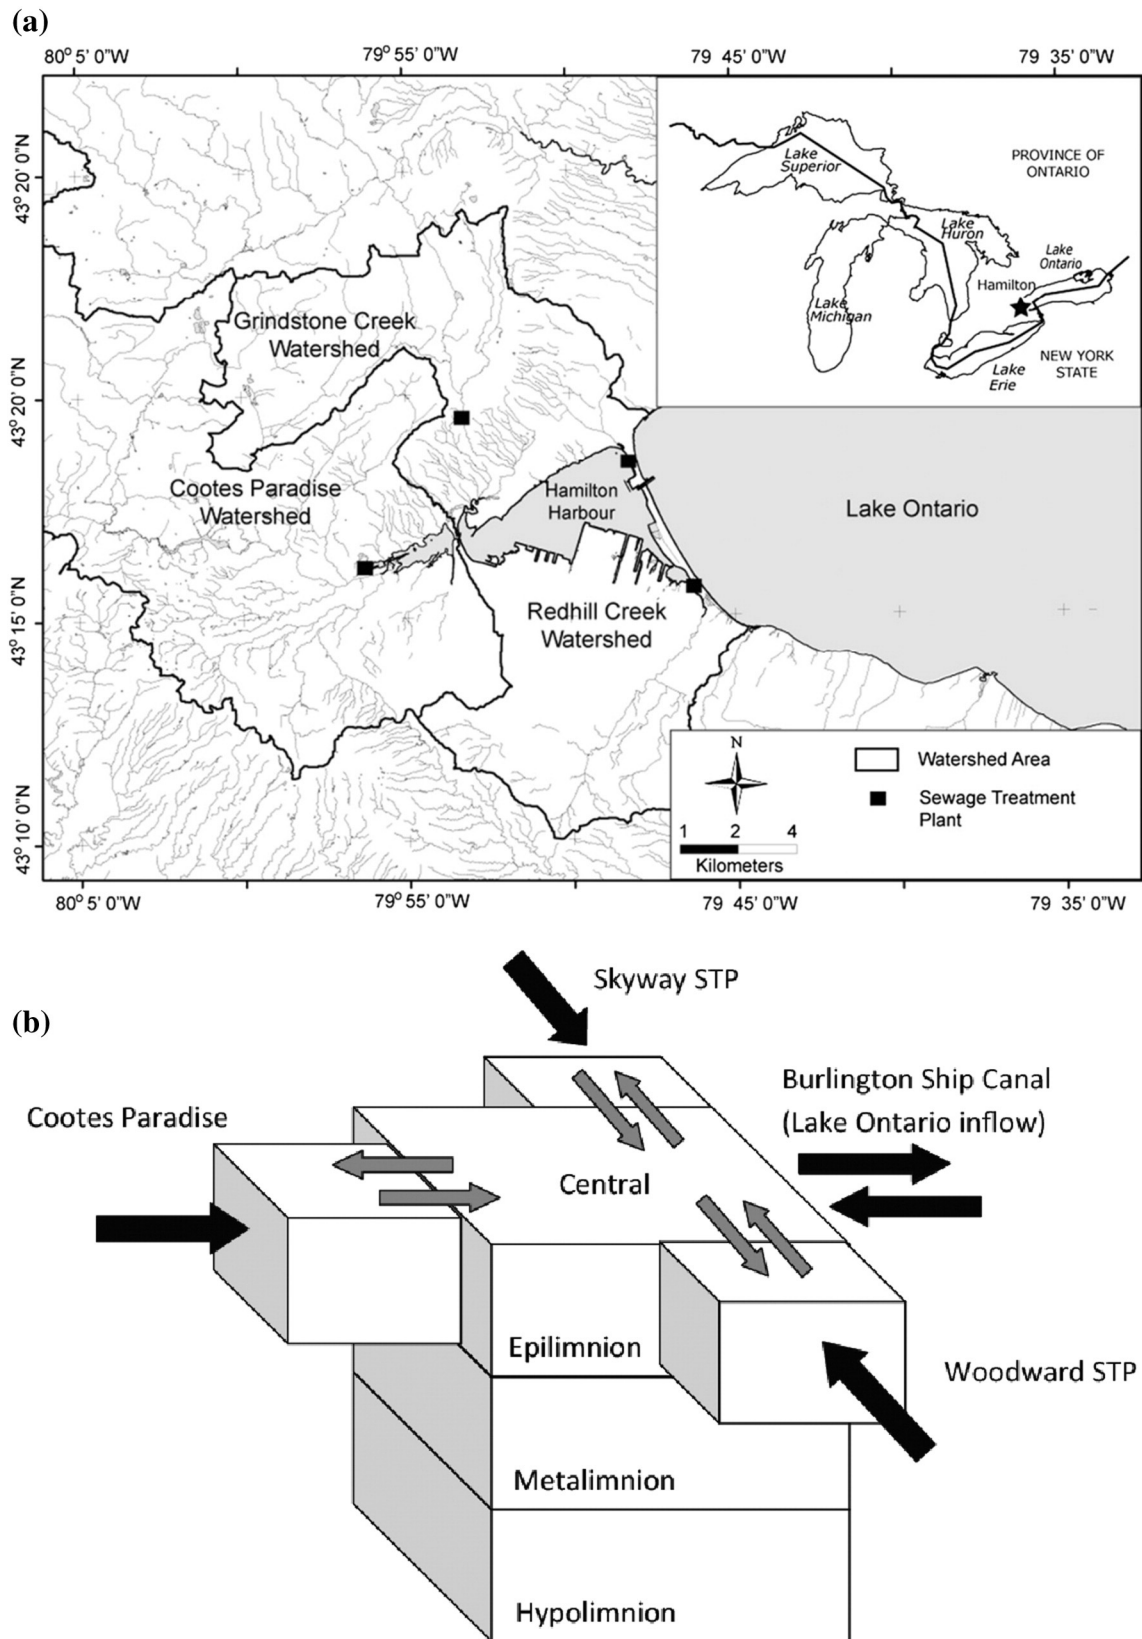 (a)
80° 5' 0"W
79° 55' 0"W
79 45' 0"W
79 35' 0"W
43° 20' 0"N
43° 20' 0"N
43° 15' 0"N
43° 10' 0"N
Lake
Superior
PROVINCE OF
ONTARIO
Lake
Huron
Lake
Ontario
Hamilton
Lake
Michigan
NEW YORK
STATE
Lake
Erie
Grindstone Creek
Watershed
Cootes Paradise
Watershed
Hamilton
Harbour
Lake Ontario
Redhill Creek
Watershed
N
1 2 4
Kilometers
Watershed Area
Sewage Treatment
Plant
80° 5' 0"W
79° 55' 0"W
79 45' 0"W
79 35' 0"W
(b)
Skyway STP
Cootes Paradise
Burlington Ship Canal
(Lake Ontario inflow)
Central
Epilimnion
Woodward STP
Metalimnion
Hypolimnion